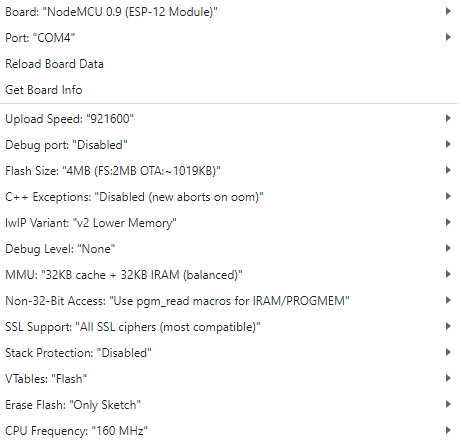 Board: "NodeMCU 0.9 (ESP-12 Module)"
Port: "COM4"
Reload Board Data
Get Board Info
Upload Speed: "921600"
Debug port: "Disabled"
Flash Size: "4MB (FS:2MB OTA:~1019KB)"
C++ Exceptions: "Disabled (new aborts on oom)"
lwIP Variant: "v2 Lower Memory"
Debug Level: "None"
MMU: "32KB cache + 32KB IRAM (balanced)"
Non-32-Bit Access: "Use pgm_read macros for IRAM/PROGMEM"
SSL Support: "All SSL ciphers (most compatible)"
Stack Protection: "Disabled"
VTables: "Flash"
Erase Flash: "Only Sketch"
CPU Frequency: "160 MHz"